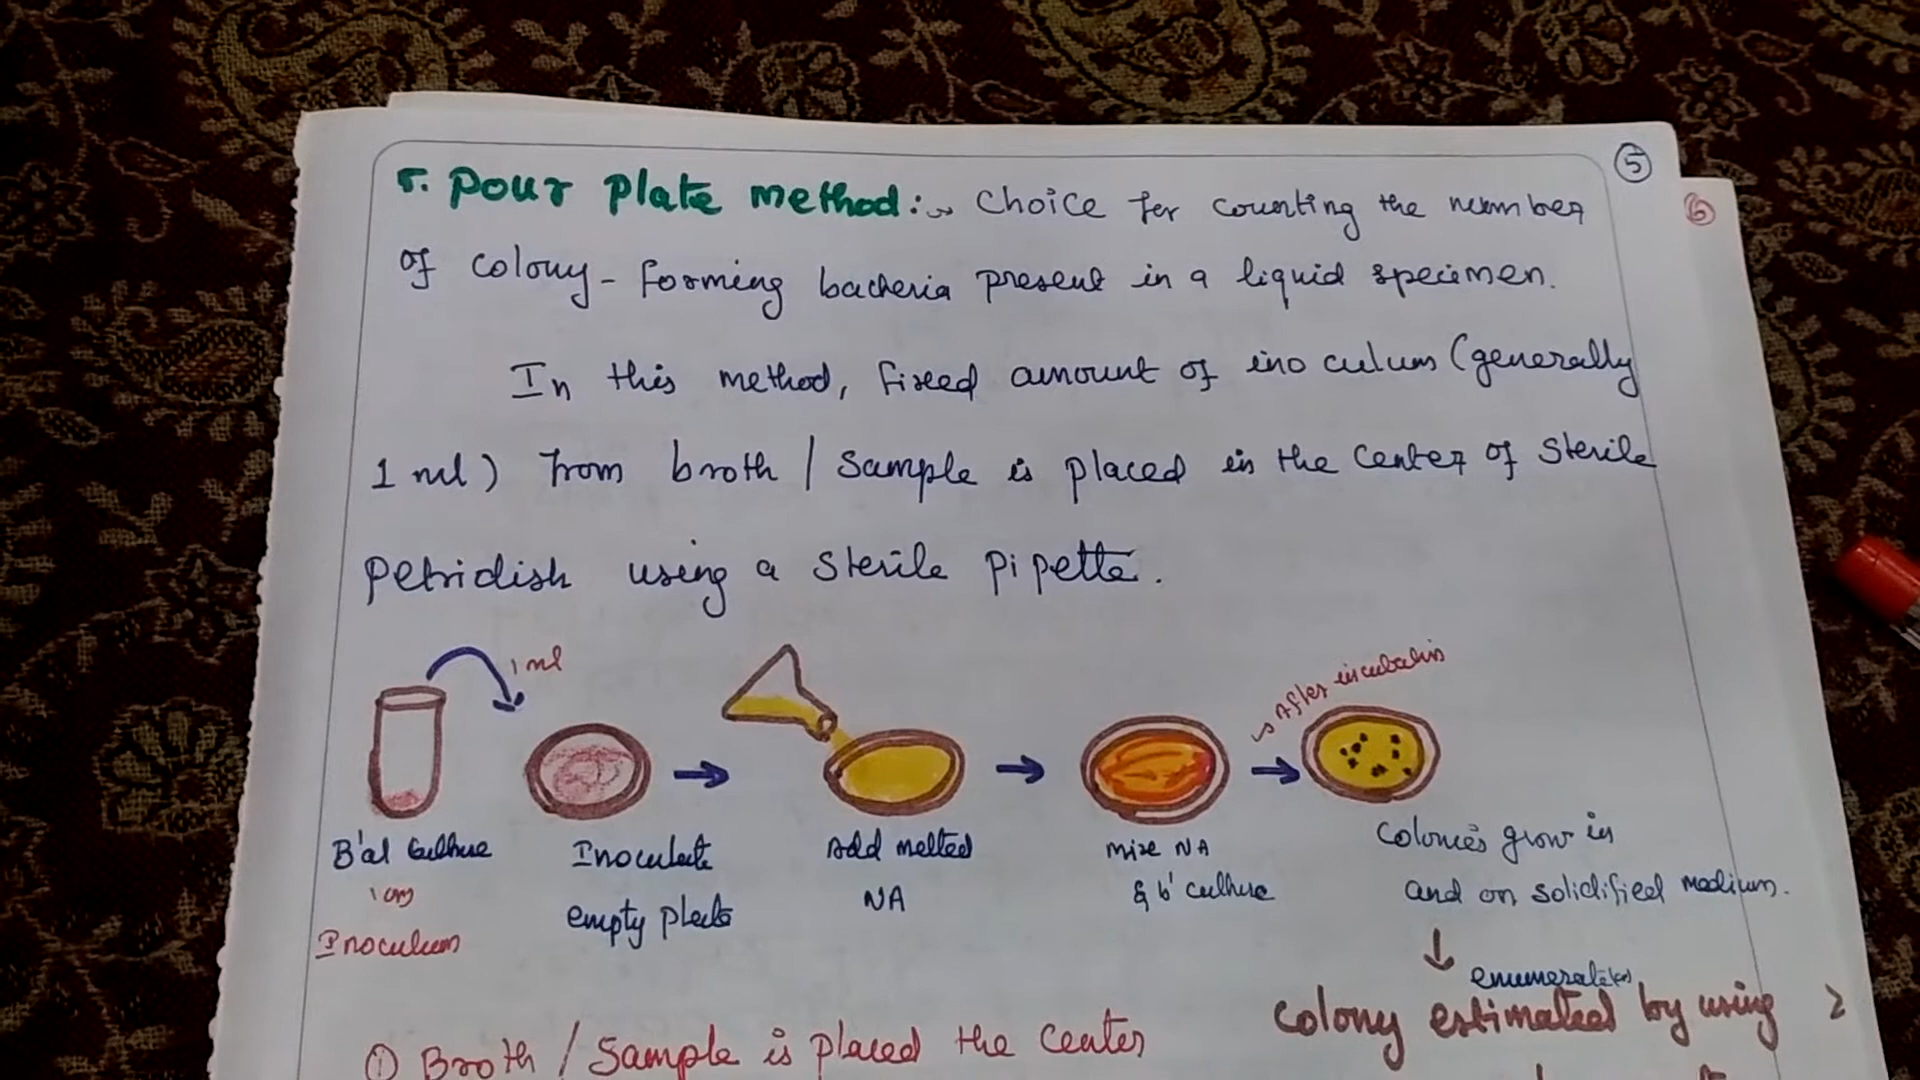 5
6
5. Pour Plate method:→ Choice for counting the number
of colony-forming bacteria present in a liquid specimen.
In this method, fixed amount of inoculum (generally
1 ml) from broth / Sample is placed in the center of Sterile
petridish using a sterile pipette.
1 ml
After incubation
B'al Culture
Inoculum
Inoculate
empty plate
Add melted
NA
mix NA
& b' culture
Colonies grow in
and on solidified medium.
↓ enumerate
Colony estimated by using
① Broth / Sample is placed the Center